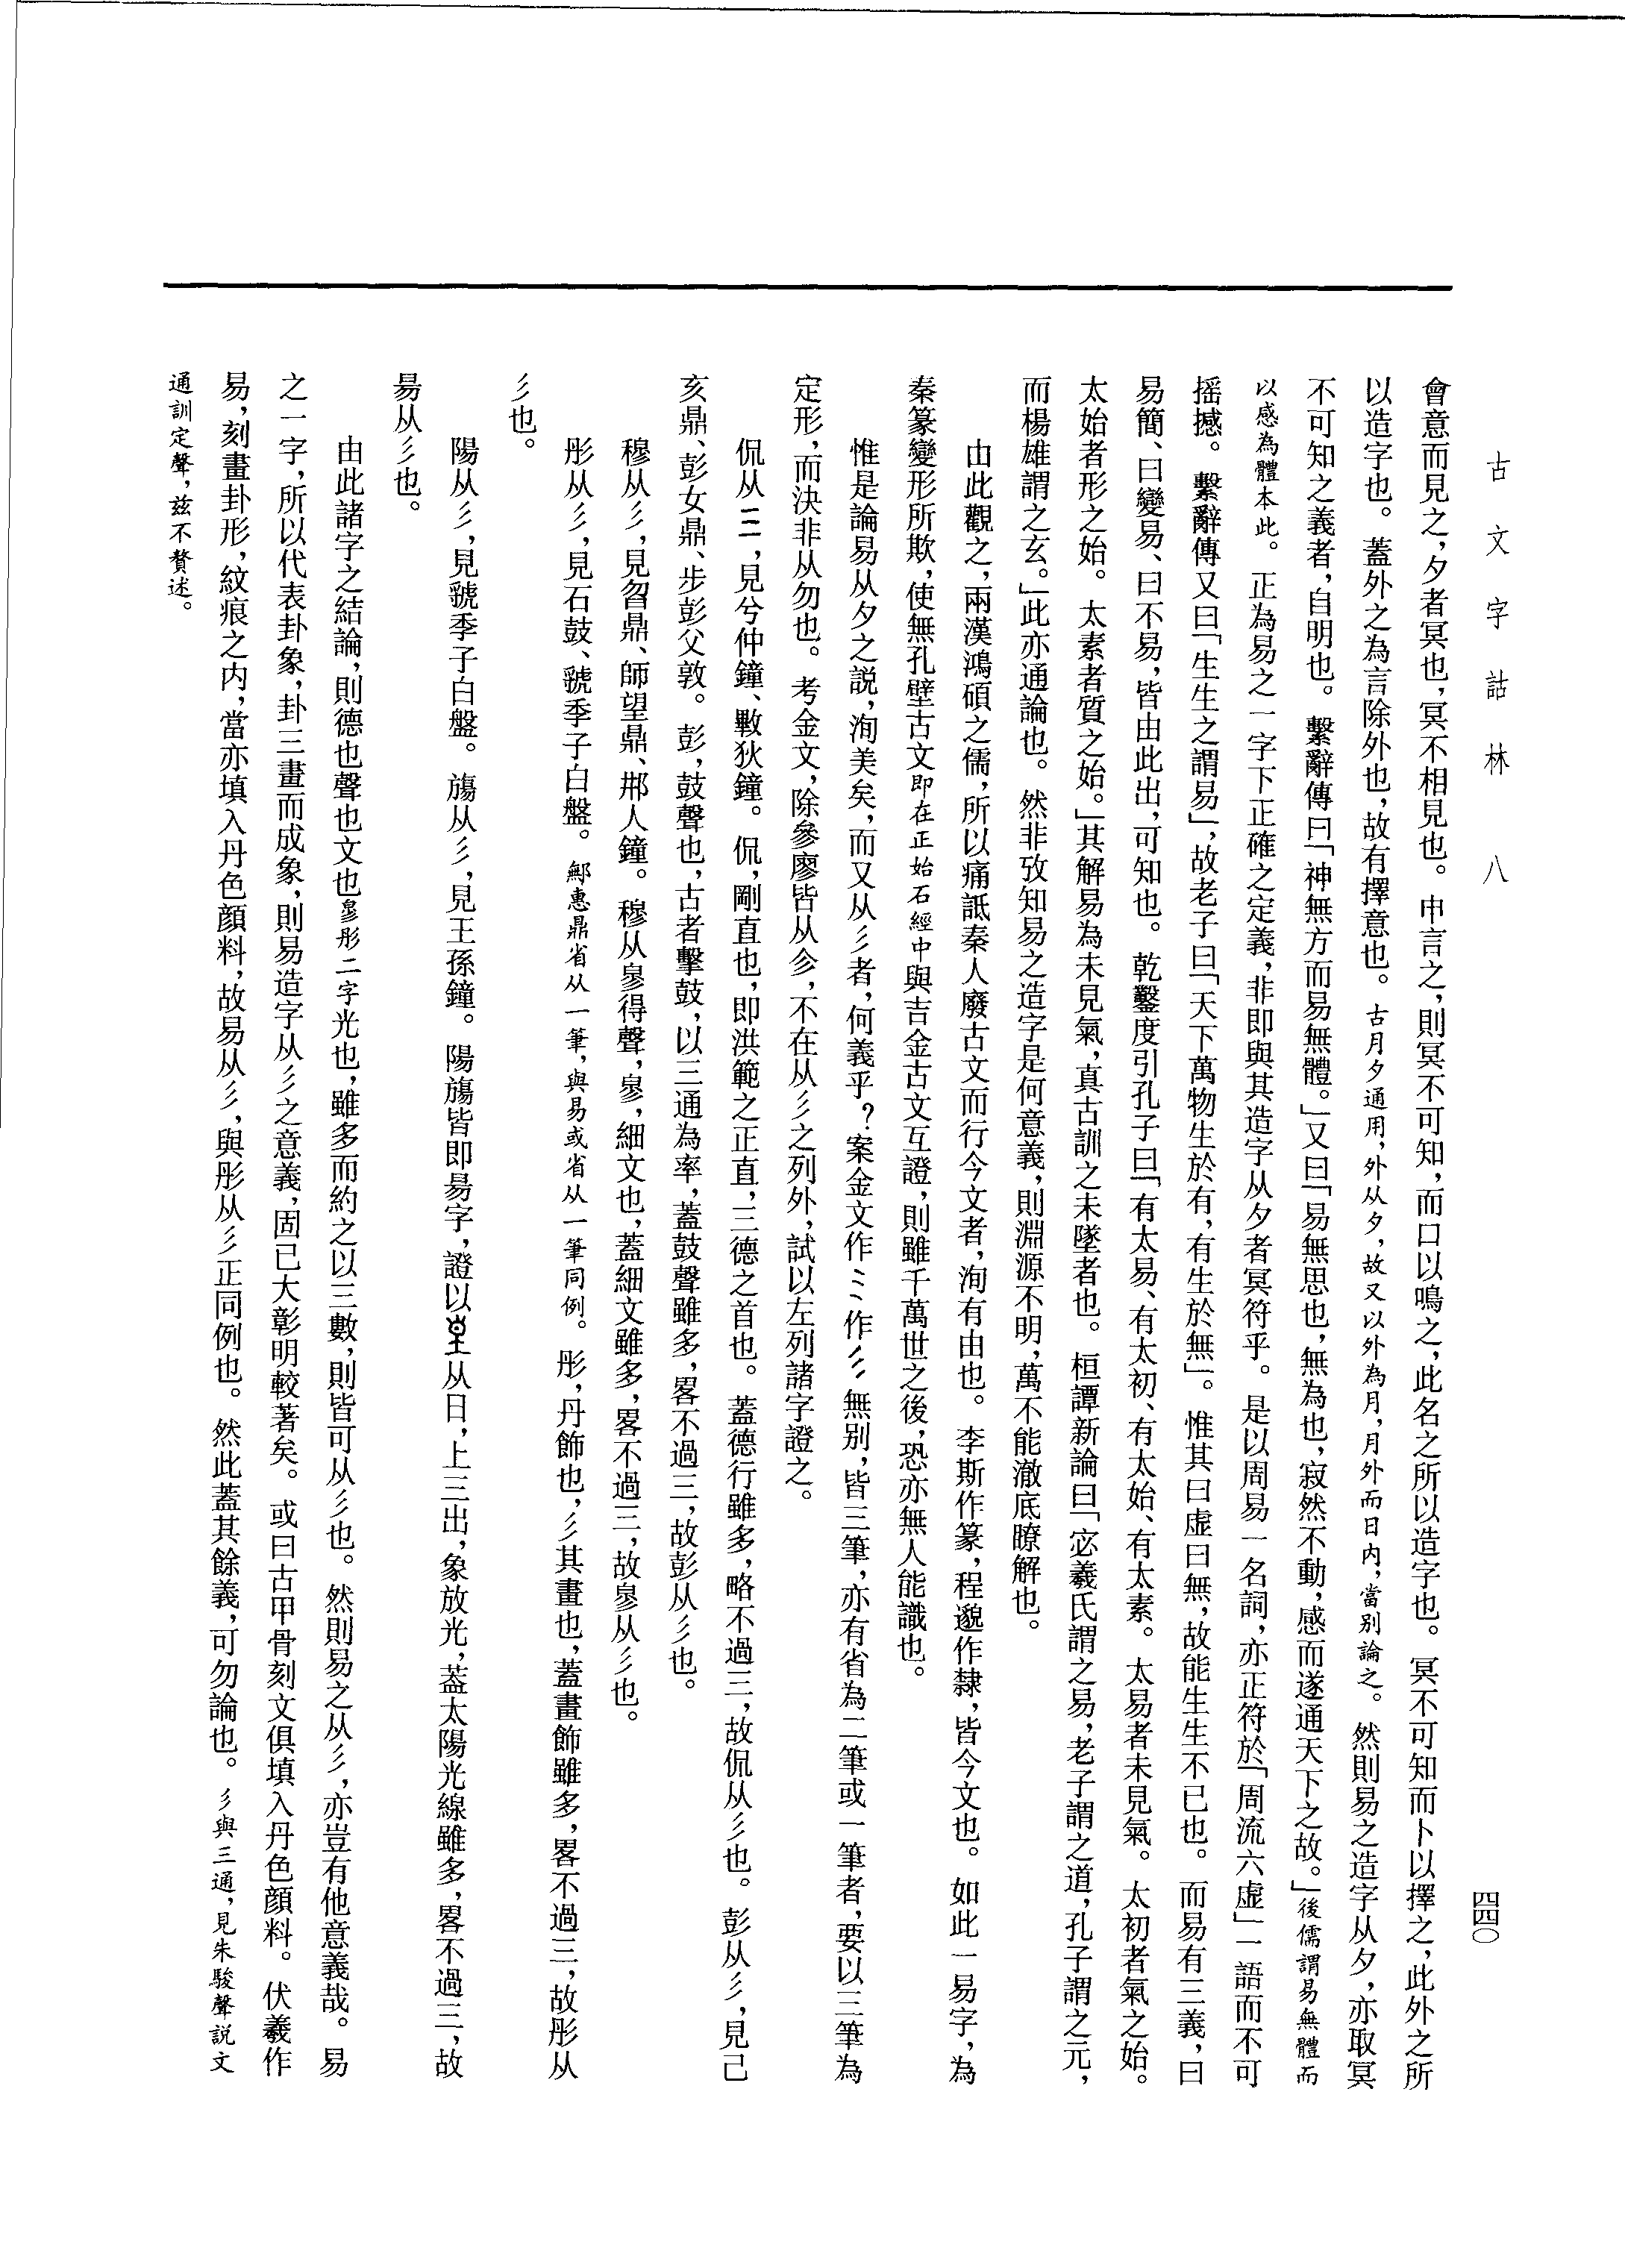 古文字詁林 八
四四〇
會意而見之，夕者冥也，冥不相見也。申言之，則冥不可知，而口以鳴之，此名之所以造字也。冥不可知而卜以擇之，此外之所
以造字也。蓋外之為言除外也，故有擇意也。古月夕通用，外从夕，故又以外為月，月外而日内，當别論之。然則易之造字从夕，亦取冥
不可知之義者，自明也。繫辭傳曰「神無方而易無體。」又曰「易無思也，無為也，寂然不動，感而遂通天下之故。」後儒謂易無體而
以感為體本此。正為易之一字下正確之定義，非即與其造字从夕者冥符乎。是以周易一名詞，亦正符於「周流六虚」一語而不可
摇撼。繫辭傳又曰「生生之謂易」，故老子曰「天下萬物生於有，有生於無」。惟其曰虚曰無，故能生生不已也。而易有三義，曰
易簡、曰變易、曰不易，皆由此出，可知也。乾鑿度引孔子曰「有太易、有太初、有太始、有太素。太易者未見氣。太初者氣之始。
太始者形之始。太素者質之始。」其解易為未見氣，真古訓之未墜者也。桓譚新論曰「宓羲氏謂之易，老子謂之道，孔子謂之元，
而楊雄謂之玄。」此亦通論也。然非攷知易之造字是何意義，則淵源不明，萬不能澈底瞭解也。
由此觀之，兩漢鴻碩之儒，所以痛詆秦人廢古文而行今文者，洵有由也。李斯作篆，程邈作隸，皆今文也。如此一易字，為
秦篆變形所欺，使無孔壁古文即在正始石經中與吉金古文互證，則雖千萬世之後，恐亦無人能識也。
惟是論易从夕之説，洵美矣，而又从彡者，何義乎？案金文作作彡無别，皆三筆，亦有省為二筆或一筆者，要以三筆為
定形，而決非从勿也。考金文，除參廖皆从㐱，不在从彡之列外，試以左列諸字證之。
侃从三，見兮仲鐘、斁狄鐘。侃，剛直也，即洪範之正直，三德之首也。蓋德行雖多，略不過三，故侃从彡也。彭从彡，見己
亥鼎、彭女鼎、步彭父敦。彭，鼓聲也，古者擊鼓，以三通為率，蓋鼓聲雖多，畧不過三，故彭从彡也。
穆从彡，見曶鼎、師望鼎、邢人鐘。穆从㣎得聲，㣎，細文也，蓋細文雖多，畧不過三，故㣎从彡也。
彤从彡，見石鼓、虢季子白盤。鄦惠鼎省从一筆，與易或省从一筆同例。彤，丹飾也，彡其畫也，蓋畫飾雖多，畧不過三，故彤从
彡也。
陽从彡，見虢季子白盤。旸从彡，見王孫鐘。陽旸皆即昜字，證以从日，上三出，象放光，葢太陽光線雖多，畧不過三，故
昜从彡也。
由此諸字之結論，則德也聲也文也㣎彤二字光也，雖多而約之以三數，則皆可从彡也。然則易之从彡，亦豈有他意義哉。易
之一字，所以代表卦象，卦三畫而成象，則易造字从彡之意義，固已大彰明較著矣。或曰古甲骨刻文俱填入丹色顔料。伏羲作
易，刻畫卦形，紋痕之内，當亦填入丹色顔料，故易从彡，與彤从彡正同例也。然此蓋其餘義，可勿論也。彡與三通，見朱駿聲説文
通訓定聲，兹不贅述。